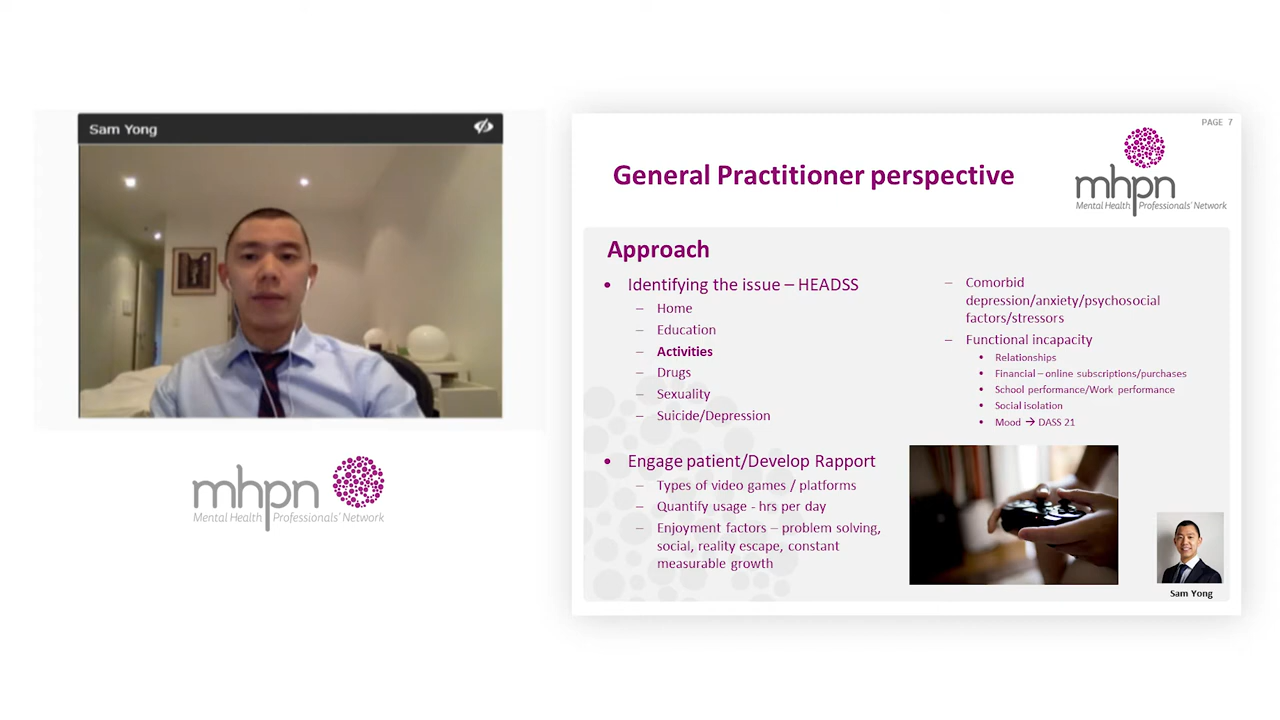 Sam Yong
mhpn
Mental Health Professionals' Network
PAGE 7
General Practitioner perspective
mhpn
Mental Health Professionals' Network
Approach
• Identifying the issue – HEADSS
– Home
– Education
– Activities
– Drugs
– Sexuality
– Suicide/Depression
• Engage patient/Develop Rapport
– Types of video games / platforms
– Quantify usage - hrs per day
– Enjoyment factors – problem solving,
social, reality escape, constant
measurable growth
– Comorbid
depression/anxiety/psychosocial
factors/stressors
– Functional incapacity
• Relationships
• Financial – online subscriptions/purchases
• School performance/Work performance
• Social isolation
• Mood → DASS 21
Sam Yong